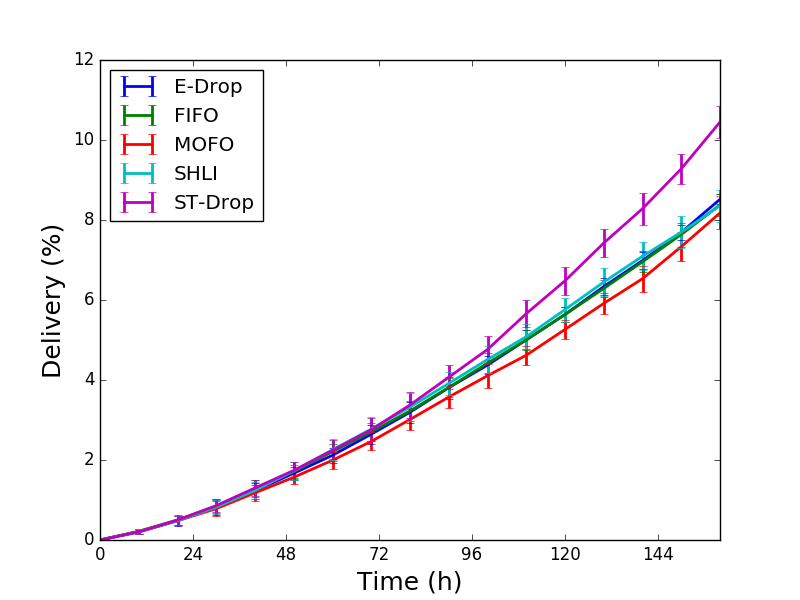 12
10
8
6
4
2
0
Delivery (%)
E-Drop
FIFO
MOFO
SHLI
ST-Drop
0 24 48 72 96 120 144
Time (h)